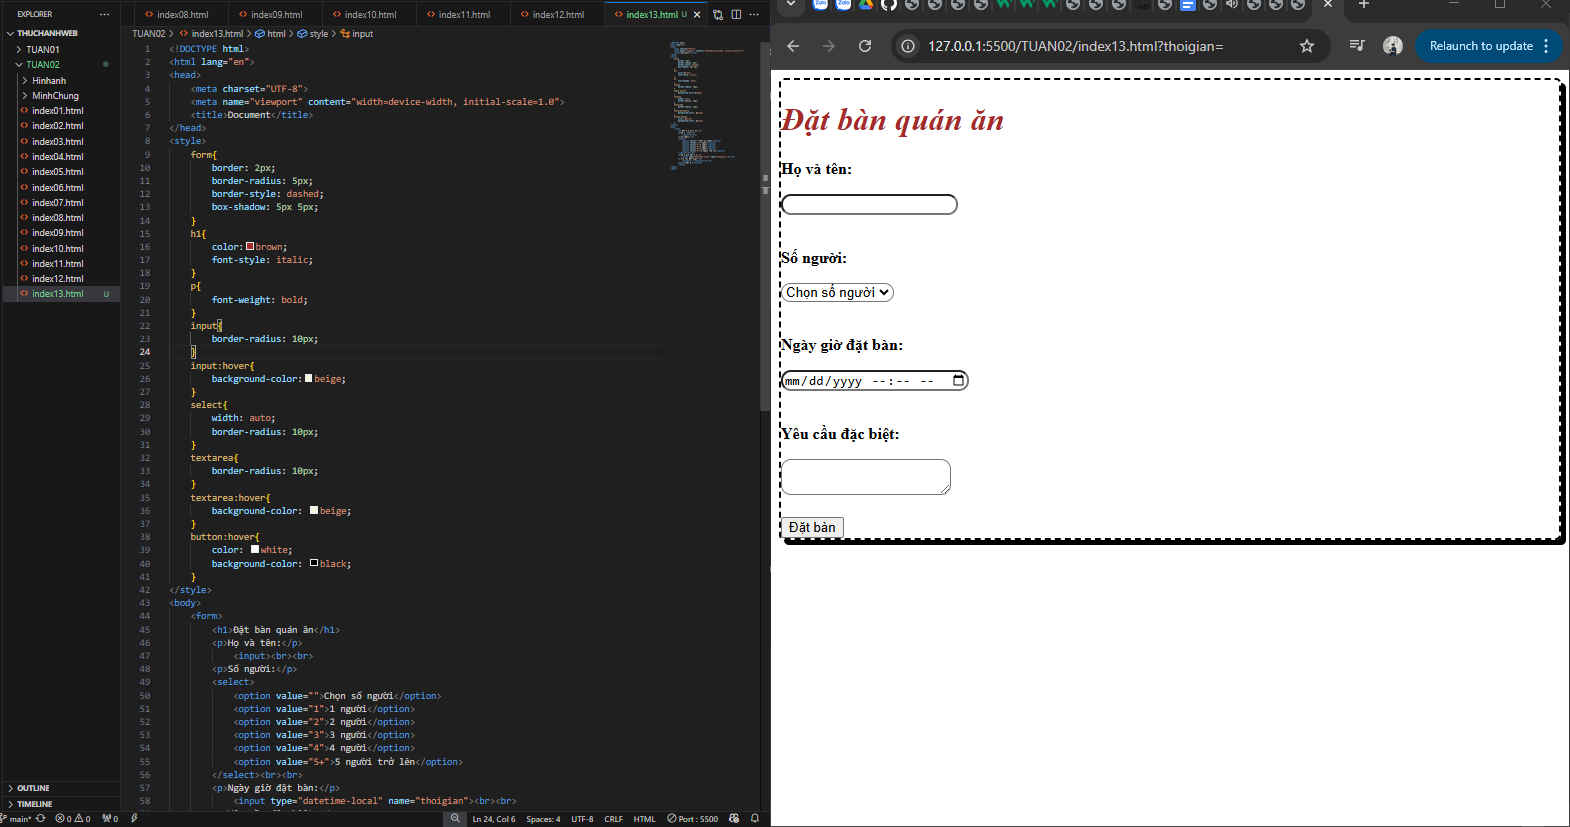 EXPLORER
THUCHANHWEB
TUAN01
TUAN02
Hinhanh
MinhChung
index01.html
index02.html
index03.html
index04.html
index05.html
index06.html
index07.html
index08.html
index09.html
index10.html
index11.html
index12.html
index13.html U
OUTLINE
TIMELINE
index08.html index09.html index10.html index11.html index12.html index13.html U
TUAN02 > index13.html > html > style > input
1 <!DOCTYPE html>
2 <html lang="en">
3 <head>
4 <meta charset="UTF-8">
5 <meta name="viewport" content="width=device-width, initial-scale=1.0">
6 <title>Document</title>
7 </head>
8 <style>
9 form{
10 border: 2px;
11 border-radius: 5px;
12 border-style: dashed;
13 box-shadow: 5px 5px;
14 }
15 h1{
16 color: brown;
17 font-style: italic;
18 }
19 p{
20 font-weight: bold;
21 }
22 input{
23 border-radius: 10px;
24 }
25 input:hover{
26 background-color: beige;
27 }
28 select{
29 width: auto;
30 border-radius: 10px;
31 }
32 textarea{
33 border-radius: 10px;
34 }
35 textarea:hover{
36 background-color: beige;
37 }
38 button:hover{
39 color: white;
40 background-color: black;
41 }
42 </style>
43 <body>
44 <form>
45 <h1>Đặt bàn quán ăn</h1>
46 <p>Họ và tên:</p>
47 <input><br><br>
48 <p>Số người:</p>
49 <select>
50 <option value="">Chọn số người</option>
51 <option value="1">1 người</option>
52 <option value="2">2 người</option>
53 <option value="3">3 người</option>
54 <option value="4">4 người</option>
55 <option value="5+">5 người trở lên</option>
56 </select><br><br>
57 <p>Ngày giờ đặt bàn:</p>
58 <input type="datetime-local" name="thoigian"><br><br>
main* 0 0 0 Ln 24, Col 6 Spaces: 4 UTF-8 CRLF HTML Port : 5500
127.0.0.1:5500/TUAN02/index13.html?thoigian=
Relaunch to update
Đặt bàn quán ăn
Họ và tên:
Số người:
Chọn số người
Ngày giờ đặt bàn:
mm/dd/yyyy --:-- --
Yêu cầu đặc biệt:
Đặt bàn